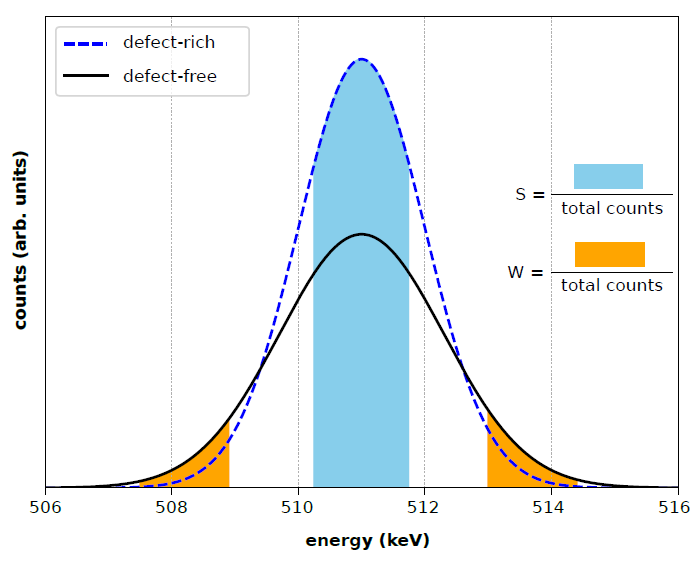 defect-rich
defect-free
counts (arb. units)
S =
total counts
W =
total counts
506 508 510 512 514 516
energy (keV)